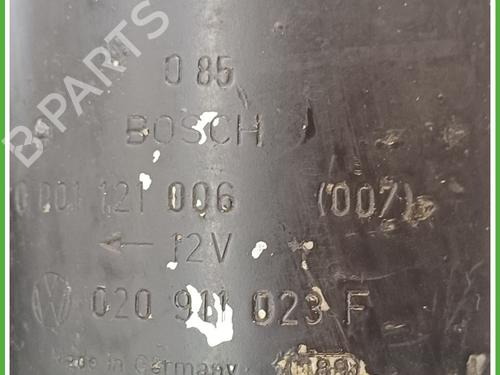 B-PARTS
0 85
BOSCH
0 001 121 006 (007)
12V
020 911 023 F
Made in Germany